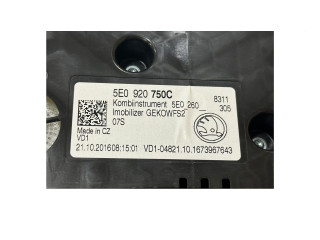 5E0 920 750C
Kombiinstrument 5E0 260 8311
Imobilizer GEKOWFS2 305
07S
Made in CZ
VD1
21.10.201608:15:01 VD1-04821.10.1673967643